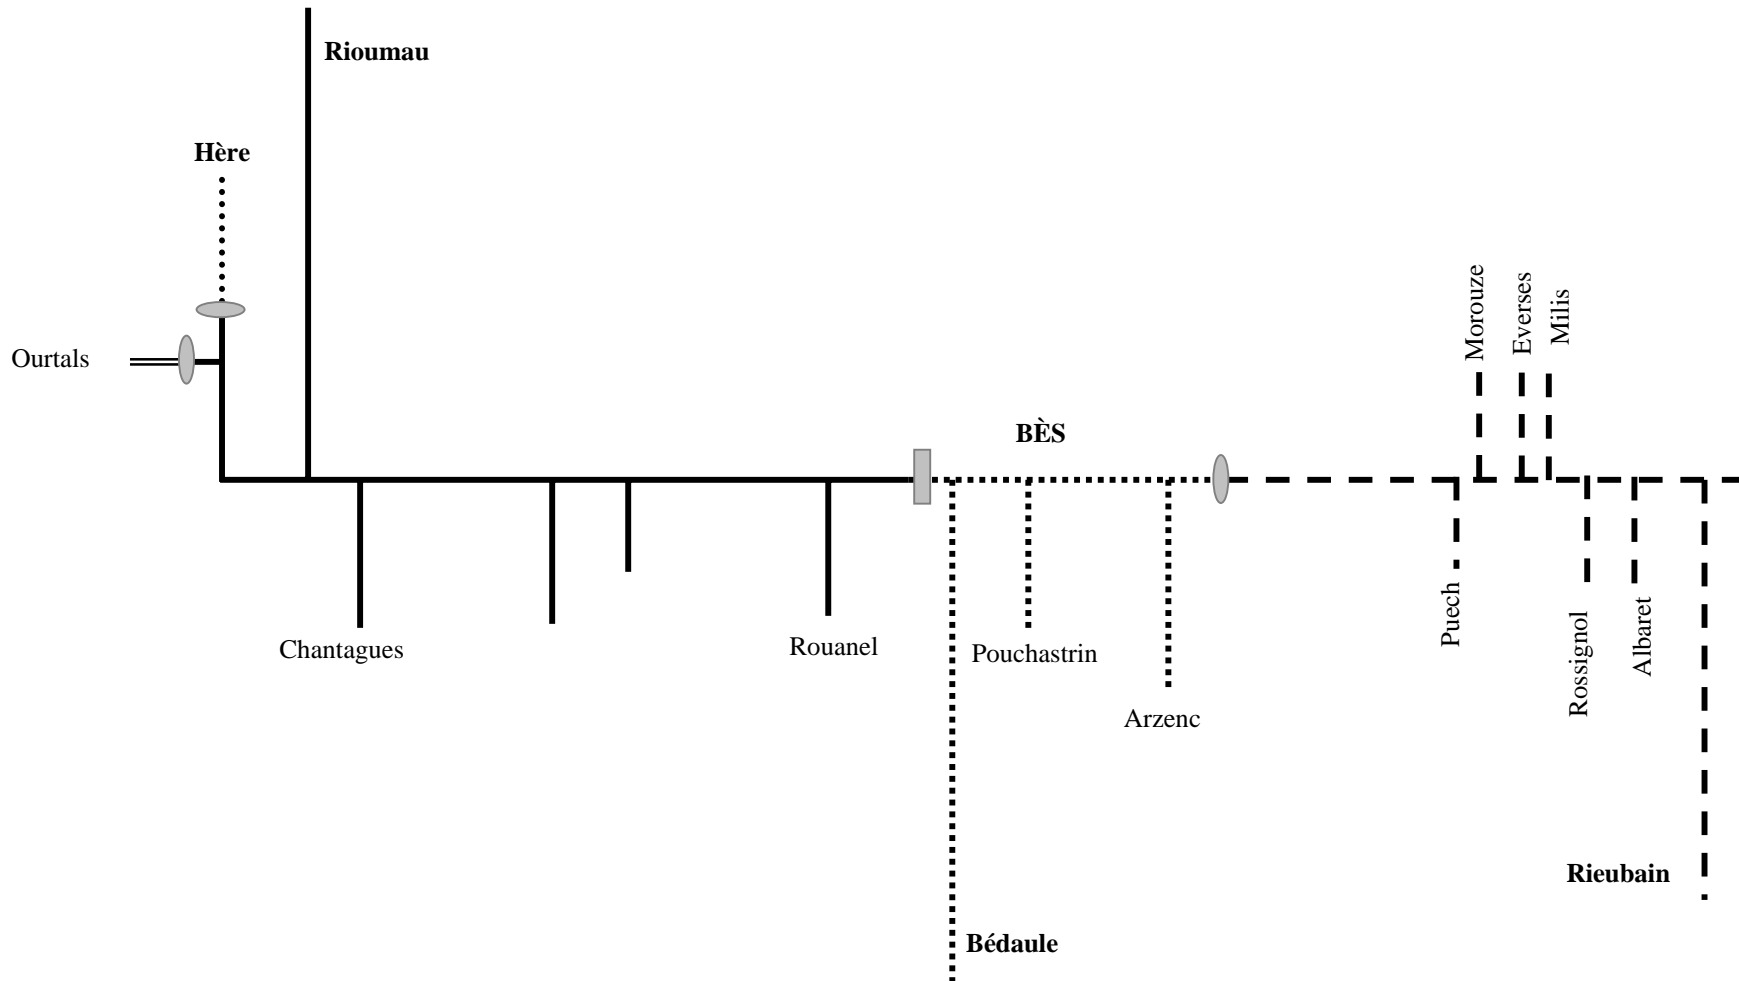 Rioumau
Hère
Ourtals
BÈS
Morouze
Everses
Milis
Chantagues
Rouanel
Pouchastrin
Arzenc
Puech
Rossignol
Albaret
Rieubain
Bédaule